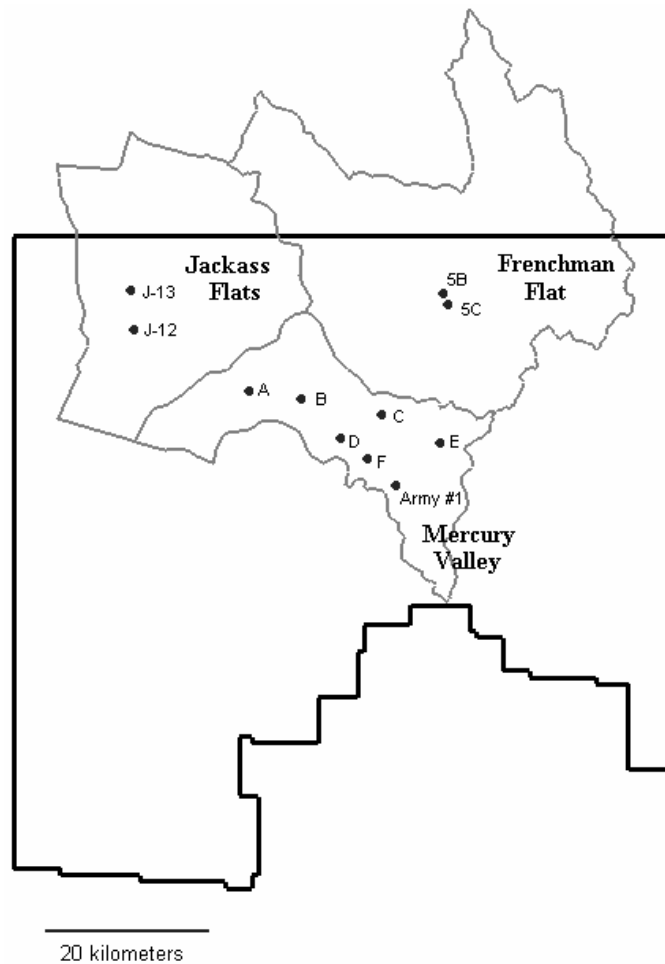 Jackass
Flats
Frenchman
Flat
J-13
J-12
5B
5C
A
B
C
D
E
F
Army #1
Mercury
Valley
20 kilometers